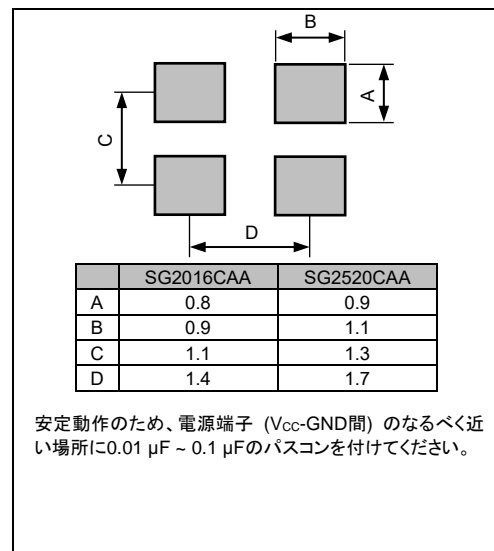 B
A
C
D
SG2016CAA SG2520CAA
A 0.8 0.9
B 0.9 1.1
C 1.1 1.3
D 1.4 1.7
安定動作のため、電源端子 (Vcc-GND間) のなるべく近
い場所に0.01 µF ~ 0.1 µFのパスコンを付けてください。